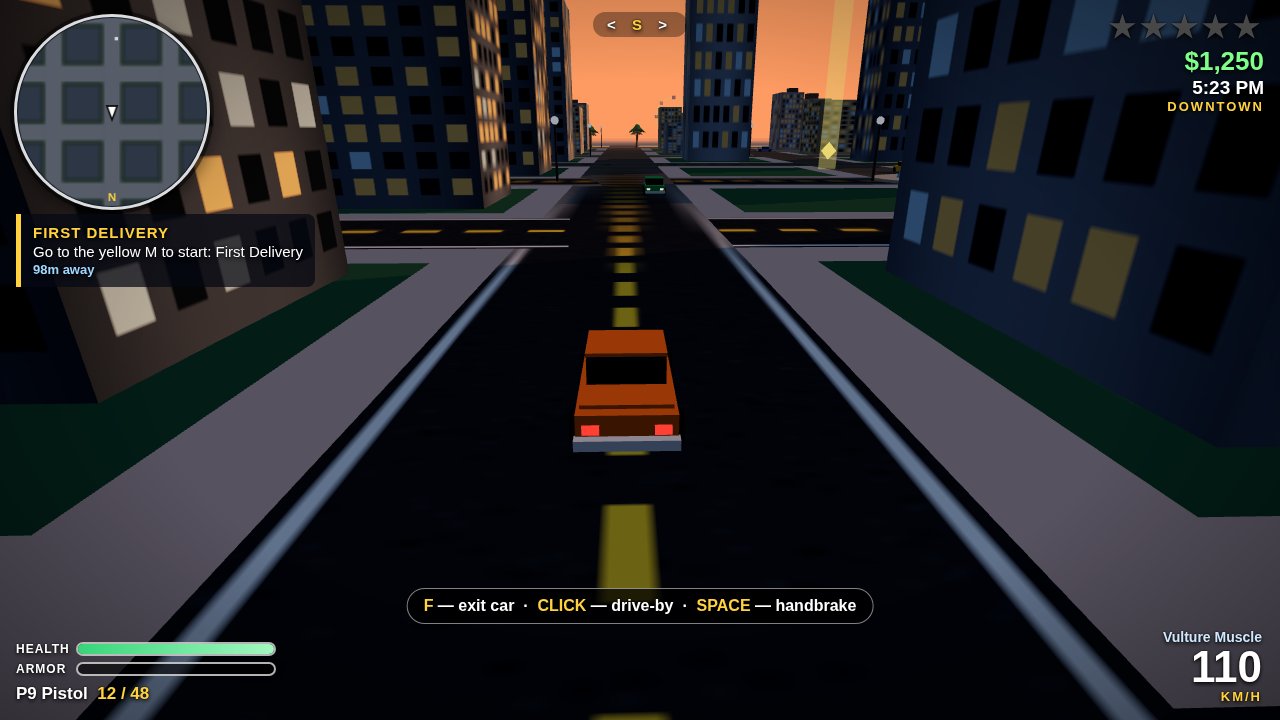 < S >
$1,250
5:23 PM
DOWNTOWN
N
FIRST DELIVERY
Go to the yellow M to start: First Delivery
98m away
F — exit car · CLICK — drive-by · SPACE — handbrake
HEALTH
ARMOR
P9 Pistol 12 / 48
Vulture Muscle
110
KM/H